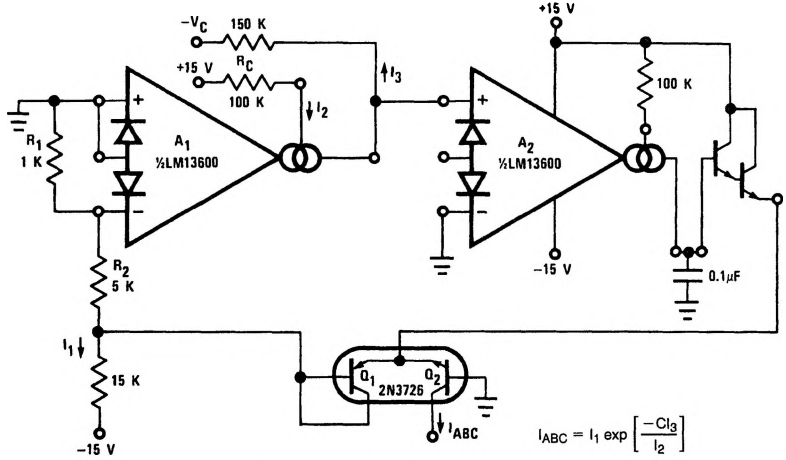 −V_C
150 K
+15 V
R_C
100 K
I_2
I_3
+15 V
100 K
R_1
1 K
+
−
A_1
½LM13600
+
−
A_2
½LM13600
−15 V
0.1µF
R_2
5 K
I_1
15 K
−15 V
Q_1
Q_2
2N3726
I_ABC
I_ABC = I_1 exp [−CI_3 / I_2]